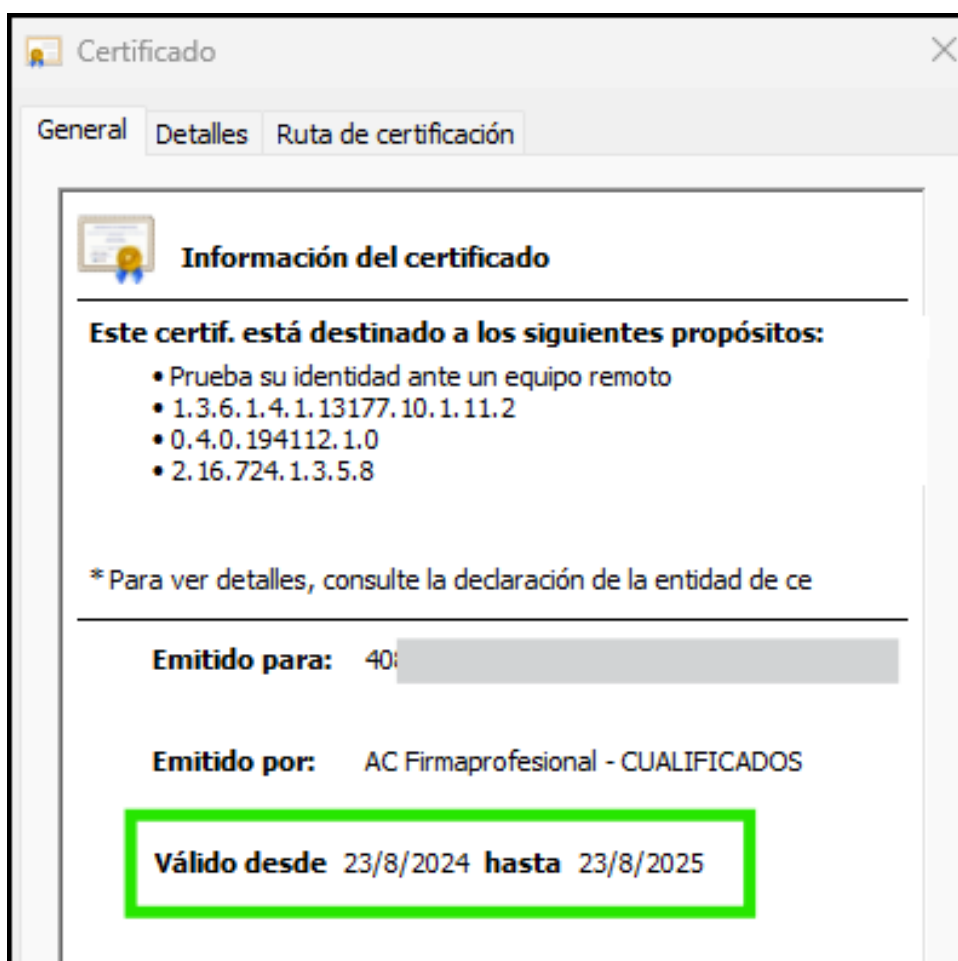 Certificado
General Detalles Ruta de certificación
Información del certificado
Este certif. está destinado a los siguientes propósitos:
• Prueba su identidad ante un equipo remoto
• 1.3.6.1.4.1.13177.10.1.11.2
• 0.4.0.194112.1.0
• 2.16.724.1.3.5.8
* Para ver detalles, consulte la declaración de la entidad de ce
Emitido para: 40
Emitido por: AC Firmaprofesional - CUALIFICADOS
Válido desde 23/8/2024 hasta 23/8/2025